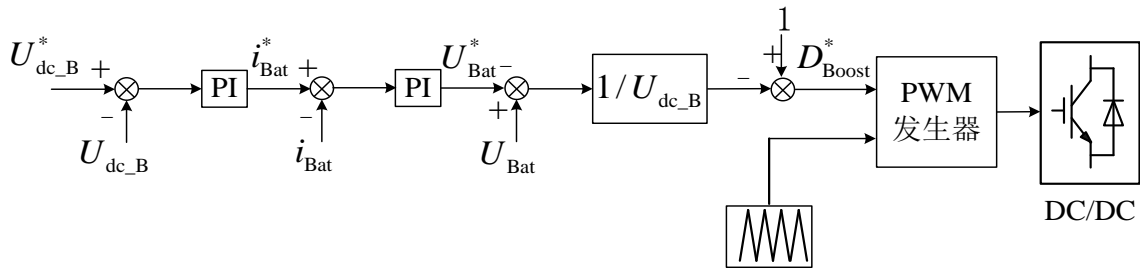 U*dc_B
+
−
Udc_B
PI
i*Bat
+
−
iBat
PI
U*Bat
−
+
UBat
1/Udc_B
−
1
+
D*Boost
PWM
发生器
DC/DC